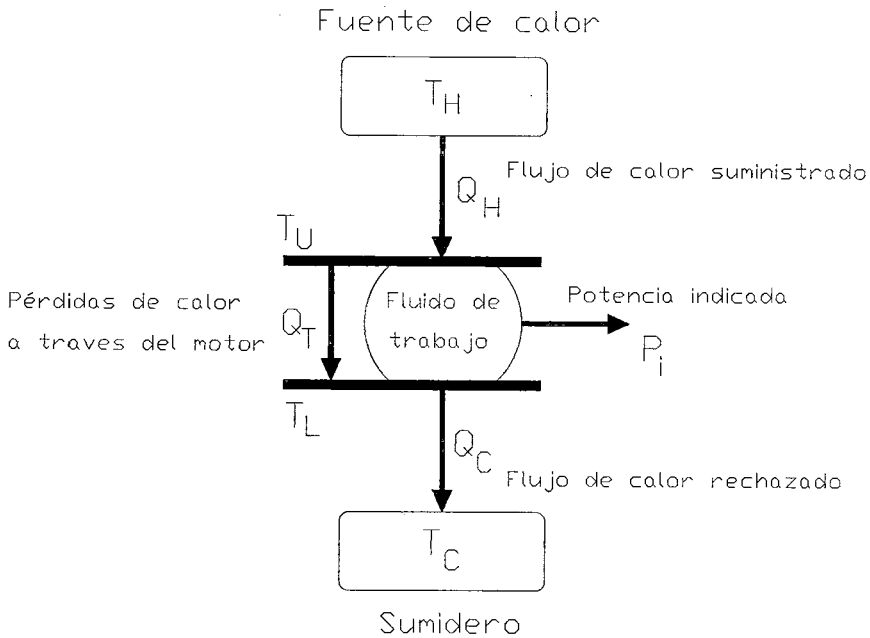 Fuente de calor
T_H
Q_H
Flujo de calor suministrado
T_U
Pérdidas de calor
a traves del motor
Q_T
Fluido de
trabajo
Potencia indicada
P_i
T_L
Q_C
Flujo de calor rechazado
T_C
Sumidero